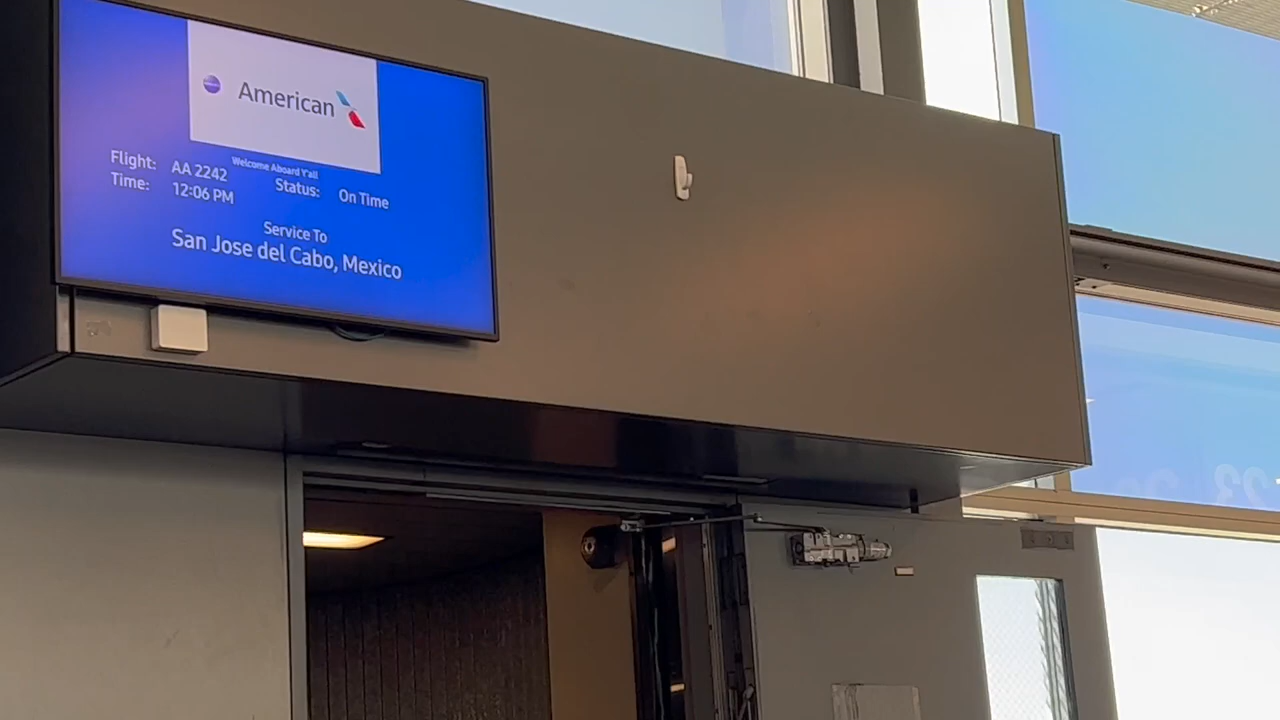 American
Welcome Aboard Y'all
Flight: AA 2242
Status: On Time
Time: 12:06 PM
Service To
San Jose del Cabo, Mexico